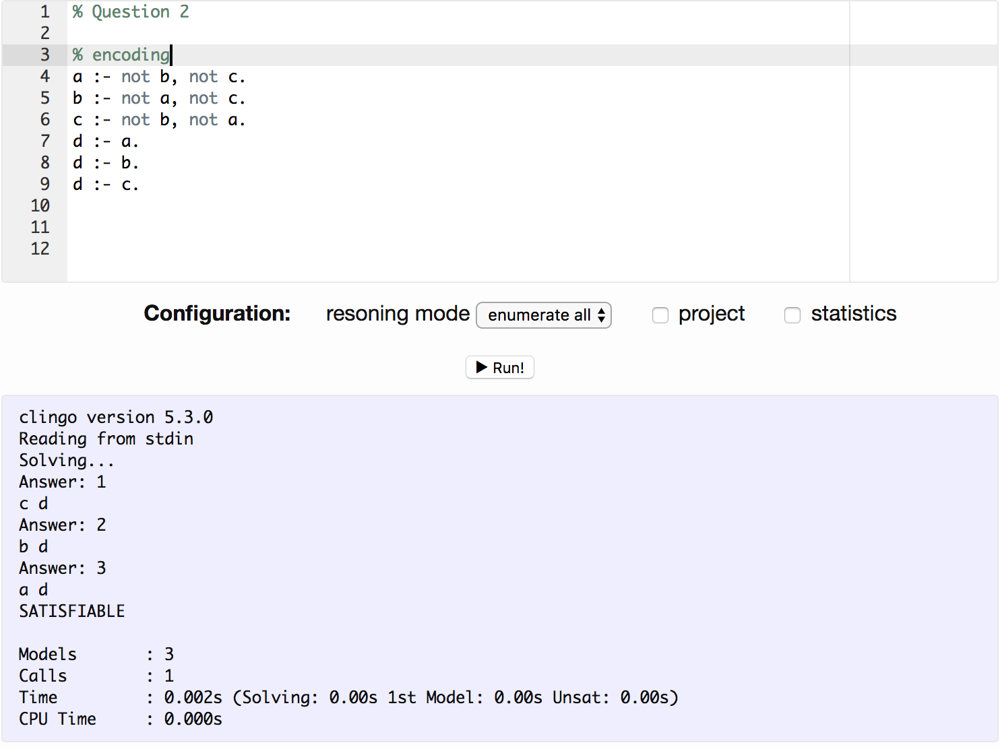 1 % Question 2
2
3 % encoding
4 a :- not b, not c.
5 b :- not a, not c.
6 c :- not b, not a.
7 d :- a.
8 d :- b.
9 d :- c.
10
11
12
Configuration: resoning mode enumerate all project statistics
Run!
clingo version 5.3.0
Reading from stdin
Solving...
Answer: 1
c d
Answer: 2
b d
Answer: 3
a d
SATISFIABLE
Models : 3
Calls : 1
Time : 0.002s (Solving: 0.00s 1st Model: 0.00s Unsat: 0.00s)
CPU Time : 0.000s